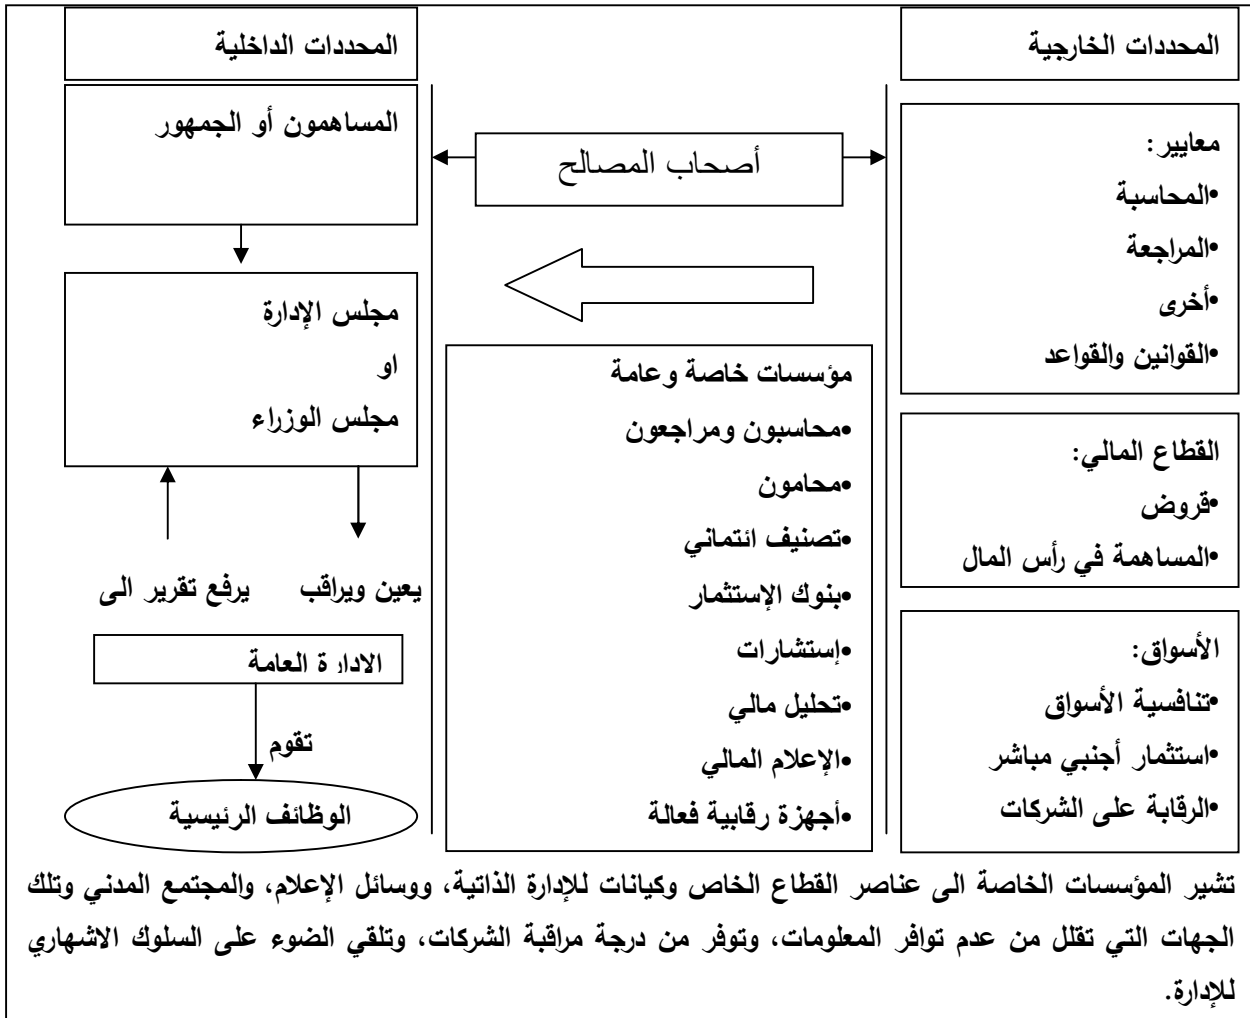 المحددات الخارجية
معايير:
•المحاسبة
•المراجعة
•أخرى
•القوانين والقواعد
القطاع المالي:
•قروض
•المساهمة في رأس المال
الأسواق:
•تنافسية الأسواق
•استثمار أجنبي مباشر
•الرقابة على الشركات
أصحاب المصالح
مؤسسات خاصة وعامة
•محاسبون ومراجعون
•محامون
•تصنيف ائتماني
•بنوك الإستثمار
•إستشارات
•تحليل مالي
•الإعلام المالي
•أجهزة رقابية فعالة
المحددات الداخلية
المساهمون أو الجمهور
مجلس الإدارة
او
مجلس الوزراء
يعين ويراقب
يرفع تقرير الى
الادارة العامة
تقوم
الوظائف الرئيسية
تشير المؤسسات الخاصة الى عناصر القطاع الخاص وكيانات للإدارة الذاتية، ووسائل الإعلام، والمجتمع المدني وتلك
الجهات التي تقلل من عدم توافر المعلومات، وتوفر من درجة مراقبة الشركات، وتلقي الضوء على السلوك الاشهاري
للإدارة.